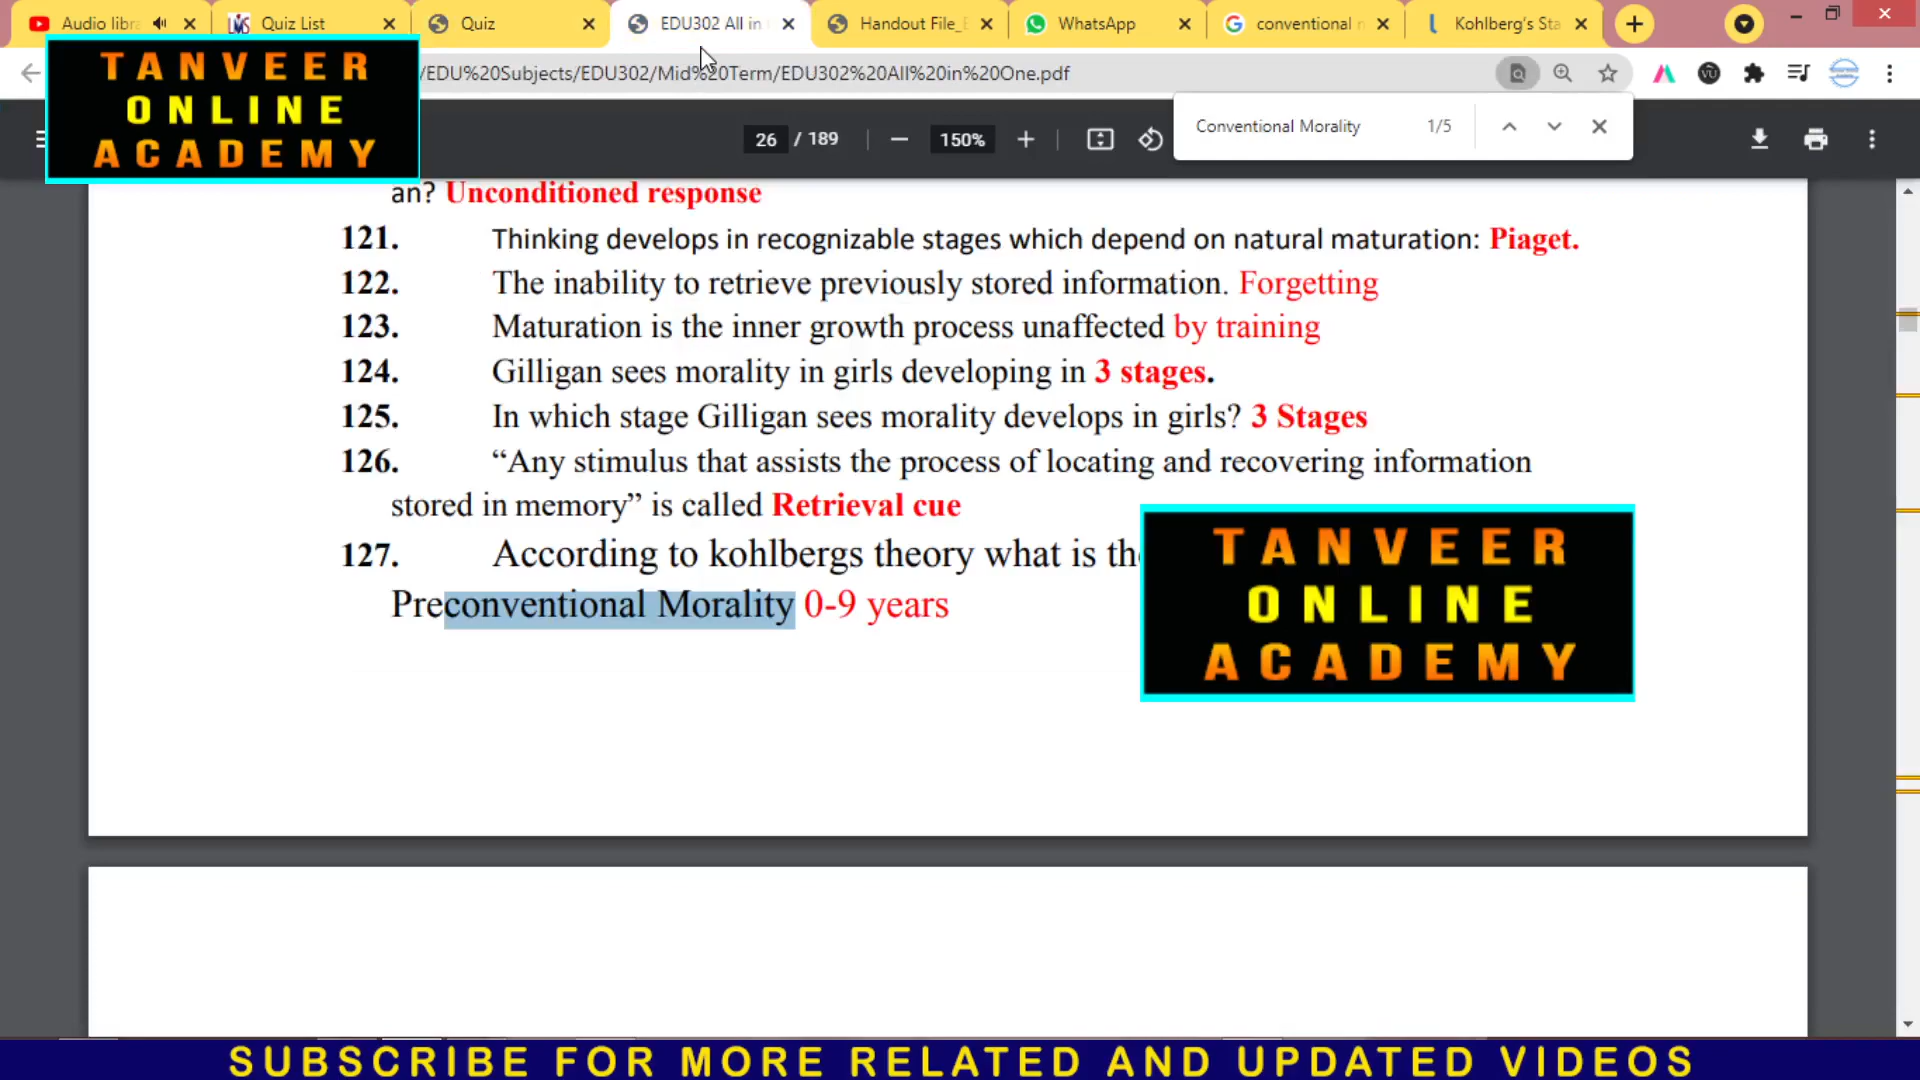 Audio libra
Quiz List
Quiz
EDU302 All in
Handout File_E
WhatsApp
conventional
Kohlberg's Sta
/EDU%20Subjects/EDU302/Mid%20Term/EDU302%20All%20in%20One.pdf
TANVEER
ONLINE
ACADEMY
26 / 189
150%
Conventional Morality 1/5
an? Unconditioned response
121. Thinking develops in recognizable stages which depend on natural maturation: Piaget.
122. The inability to retrieve previously stored information. Forgetting
123. Maturation is the inner growth process unaffected by training
124. Gilligan sees morality in girls developing in 3 stages.
125. In which stage Gilligan sees morality develops in girls? 3 Stages
126. “Any stimulus that assists the process of locating and recovering information
stored in memory” is called Retrieval cue
127. According to kohlbergs theory what is the
Preconventional Morality 0-9 years
TANVEER
ONLINE
ACADEMY
SUBSCRIBE FOR MORE RELATED AND UPDATED VIDEOS